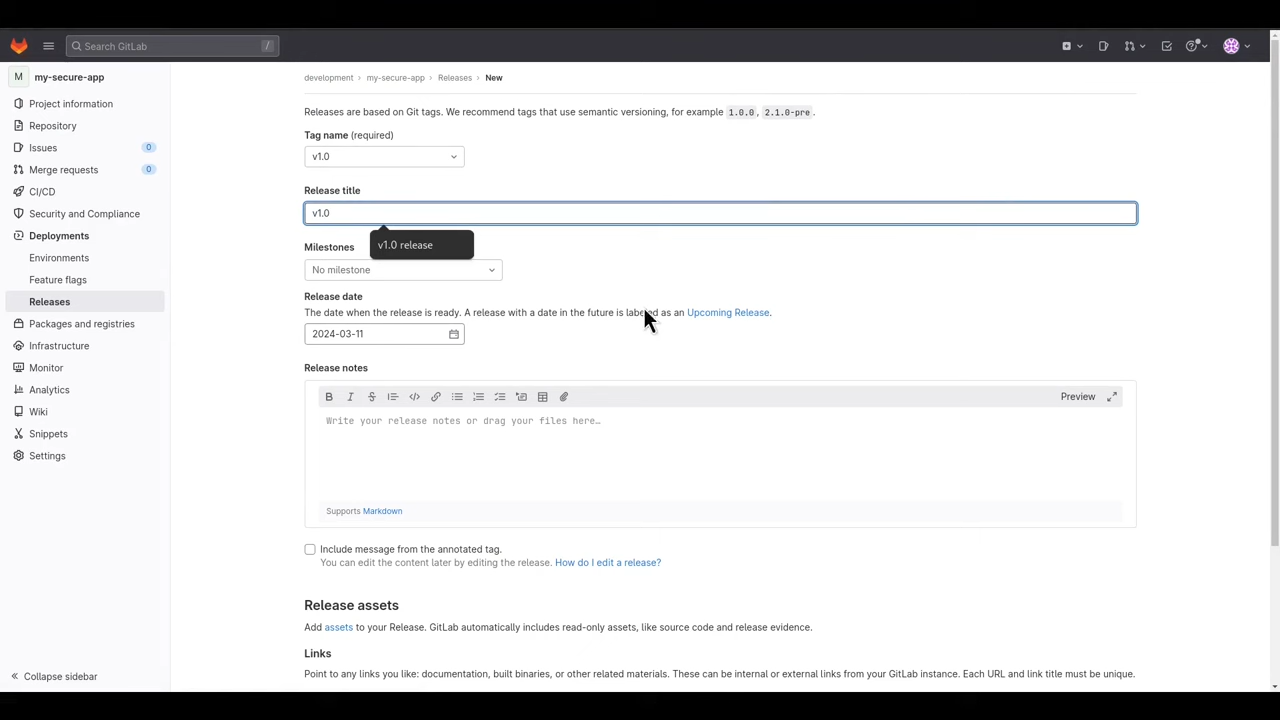 Search GitLab /
M my-secure-app
Project information
Repository
Issues 0
Merge requests 0
CI/CD
Security and Compliance
Deployments
Environments
Feature flags
Releases
Packages and registries
Infrastructure
Monitor
Analytics
Wiki
Snippets
Settings
Collapse sidebar
development › my-secure-app › Releases › New
Releases are based on Git tags. We recommend tags that use semantic versioning, for example 1.0.0, 2.1.0-pre.
Tag name (required)
v1.0
Release title
v1.0
v1.0 release
Milestones
No milestone
Release date
The date when the release is ready. A release with a date in the future is labeled as an Upcoming Release.
2024-03-11
Release notes
Preview
Write your release notes or drag your files here…
Supports Markdown
Include message from the annotated tag.
You can edit the content later by editing the release. How do I edit a release?
Release assets
Add assets to your Release. GitLab automatically includes read-only assets, like source code and release evidence.
Links
Point to any links you like: documentation, built binaries, or other related materials. These can be internal or external links from your GitLab instance. Each URL and link title must be unique.